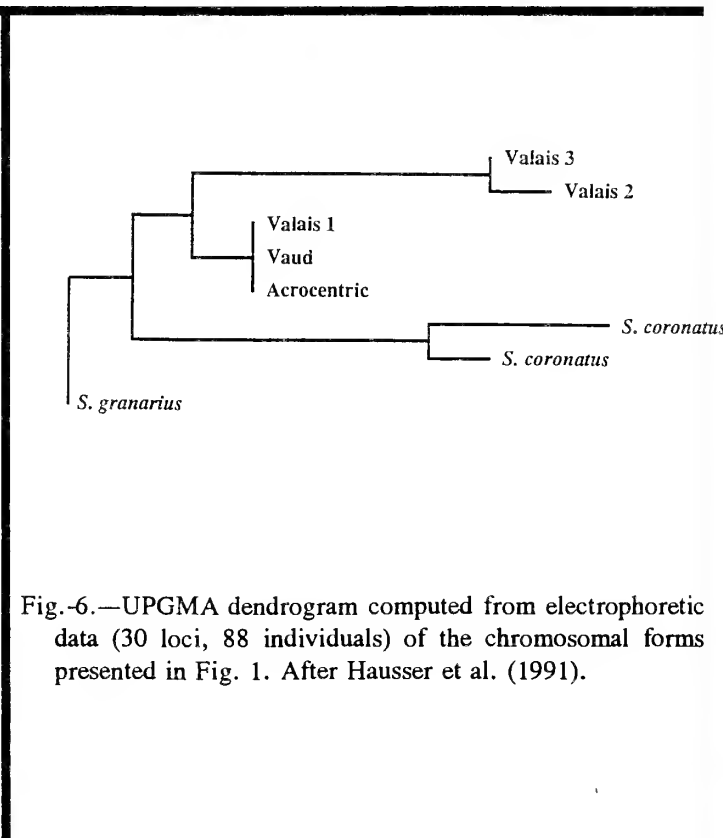 Valais 3
Valais 2
Valais 1
Vaud
Acrocentric
S. coronatus
S. coronatus
S. granarius
Fig.-6.—UPGMA dendrogram computed from electrophoretic
data (30 loci, 88 individuals) of the chromosomal forms
presented in Fig. 1. After Hausser et al. (1991).